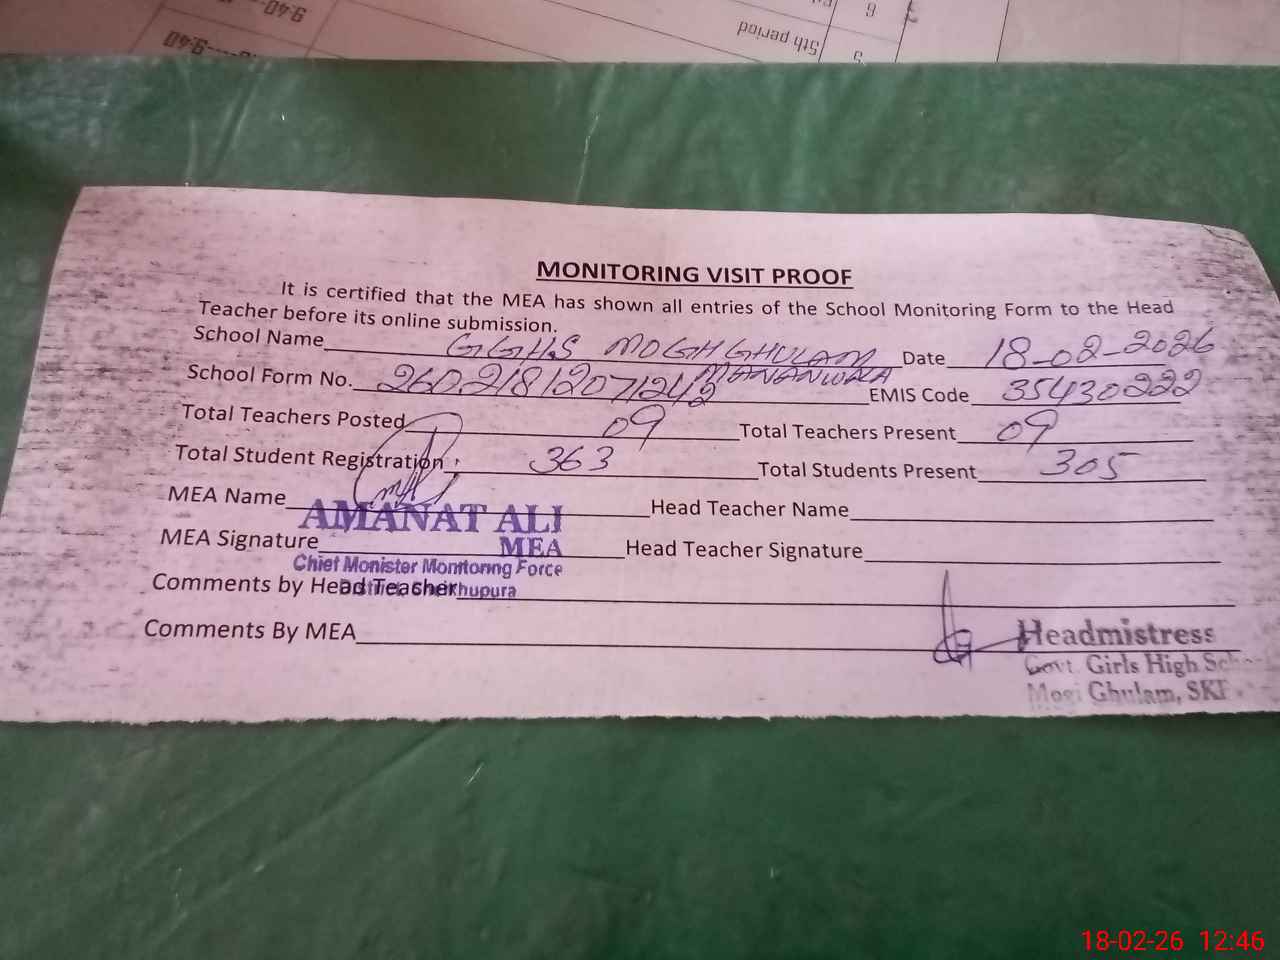 5th period
9:40
MONITORING VISIT PROOF
It is certified that the MEA has shown all entries of the School Monitoring Form to the Head
Teacher before its online submission.
School Name GGHS MOGH GHULAM MANANWALA Date 18-02-2026
School Form No. 26021812071242 EMIS Code 35430222
Total Teachers Posted 09 Total Teachers Present 09
Total Student Registration 363 Total Students Present 305
MEA Name Head Teacher Name
AMANAT ALI
MEA Signature MEA Head Teacher Signature
Chief Monister Monitoring Force
Comments by Head Teacher
Comments By MEA
Headmistress
Govt. Girls High
Ghulam,
18-02-26 12:46